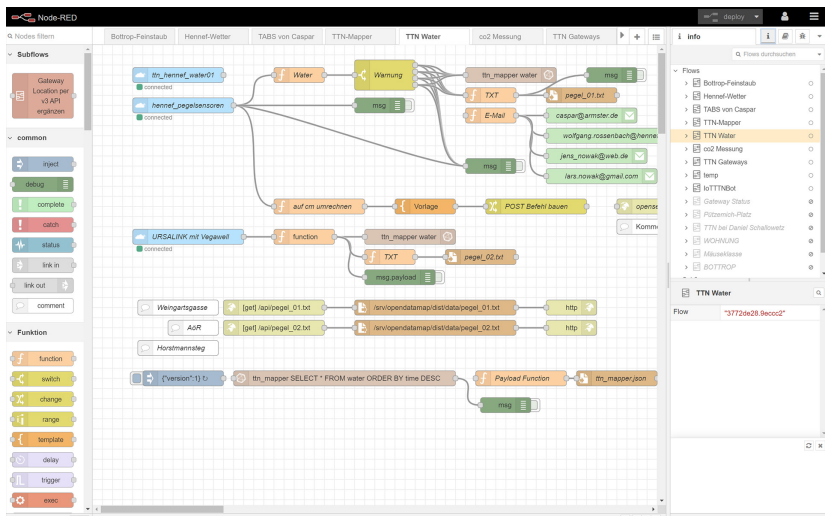 Node-RED
deploy
Nodes filtern
Bottrop-Feinstaub
Hennef-Wetter
TABS von Caspar
TTN-Mapper
TTN Water
co2 Messung
TTN Gateways
info
Flows durchsuchen
Subflows
Gateway
Location per
v3 API
ergänzen
common
inject
debug
complete
catch
status
link in
link out
comment
Funktion
function
switch
change
range
template
delay
trigger
exec
ttn_hennef_water01
connected
hennef_pegelsensoren
connected
Water
Warnung
msg
ttn_mapper water
msg
TXT
pegel_01.txt
E-Mail
caspar@armster.de
wolfgang.rossenbach@henne
jens_nowak@web.de
lars.nowak@gmail.com
msg
auf cm umrechnen
Vorlage
POST Befehl bauen
opense
Komme
URSALINK mit Vegawell
connected
function
ttn_mapper water
TXT
pegel_02.txt
msg.payload
Weingartsgasse
[get] /api/pegel_01.txt
/srv/opendatamap/dist/data/pegel_01.txt
http
AöR
[get] /api/pegel_02.txt
/srv/opendatamap/dist/data/pegel_02.txt
http
Horstmannsteg
{"version":1} ↻
ttn_mapper SELECT * FROM water ORDER BY time DESC
Payload Function
ttn_mapper.json
msg
Flows
Bottrop-Feinstaub
Hennef-Wetter
TABS von Caspar
TTN-Mapper
TTN Water
co2 Messung
TTN Gateways
temp
IoTTTNBot
Gateway Status
Pützemich-Platz
TTN bei Daniel Schallowetz
WOHNUNG
Mäuseklasse
BOTTROP
TTN Water
Flow
"3772de28.9eccc2"